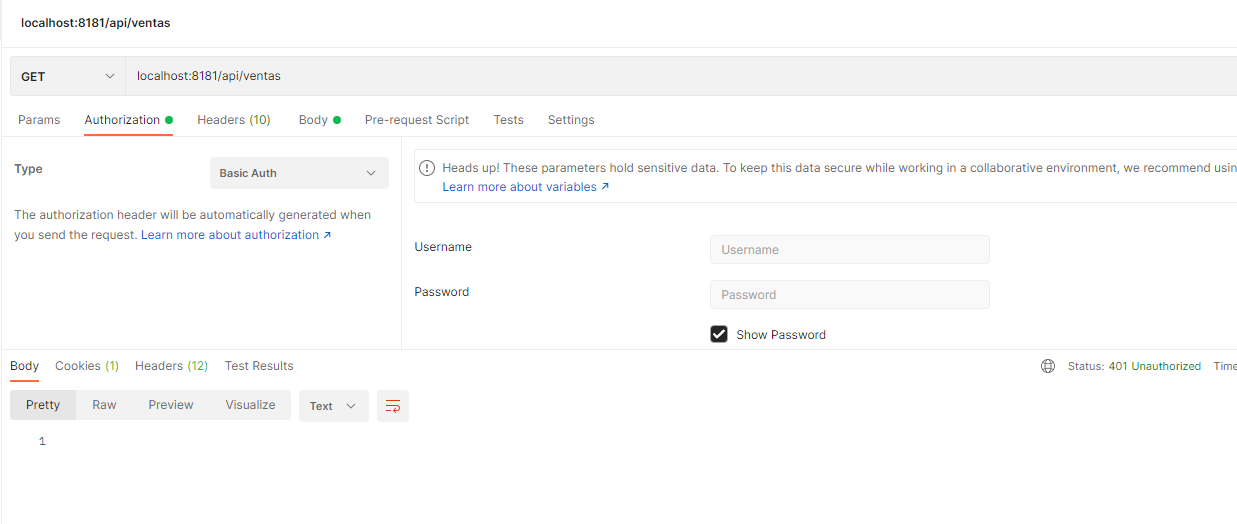 localhost:8181/api/ventas
GET localhost:8181/api/ventas
Params Authorization Headers (10) Body Pre-request Script Tests Settings
Type Basic Auth
The authorization header will be automatically generated when
you send the request. Learn more about authorization ↗
! Heads up! These parameters hold sensitive data. To keep this data secure while working in a collaborative environment, we recommend usin
Learn more about variables ↗
Username Username
Password Password
Show Password
Body Cookies (1) Headers (12) Test Results Status: 401 Unauthorized Time
Pretty Raw Preview Visualize Text
1